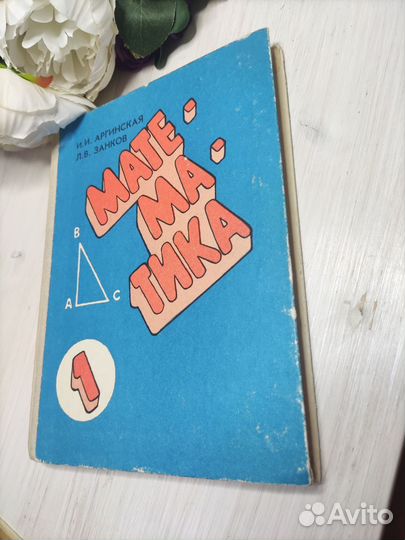 И.И. АРГИНСКАЯ
Л.В. ЗАНКОВ
МАТЕ-
МА-
ТИКА
B
A
C
1
Avito